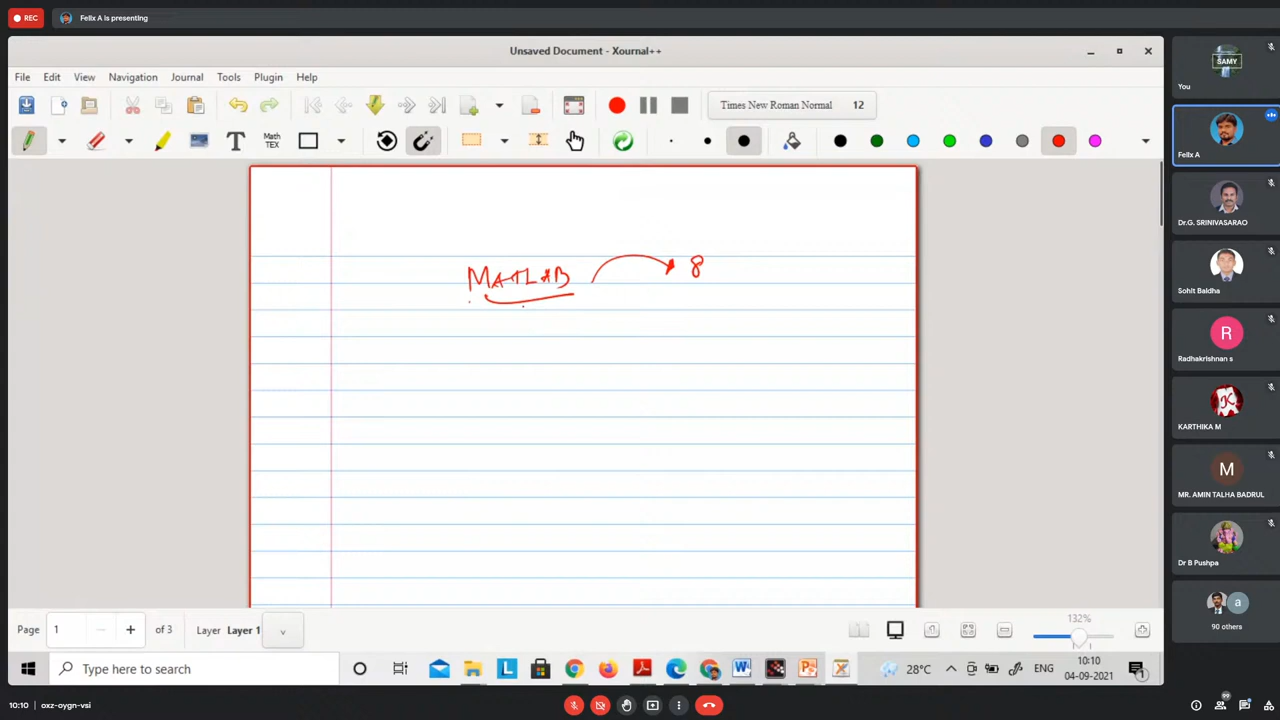 REC
Felix A is presenting
Unsaved Document - Xournal++
File Edit View Navigation Journal Tools Plugin Help
Times New Roman Normal 12
T Math TEX
MATLAB 8
Page 1 of 3 Layer Layer 1 132%
Type here to search
28°C ENG 10:10 04-09-2021
SAMY
You
Felix A
Dr.G. SRINIVASARAO
Sohit Baldha
R
Radhakrishnan s
K
KARTHIKA M
M
MR. AMIN TALHA BADRUL
Dr B Pushpa
a
90 others
10:10 oxz-oygn-vsi
99